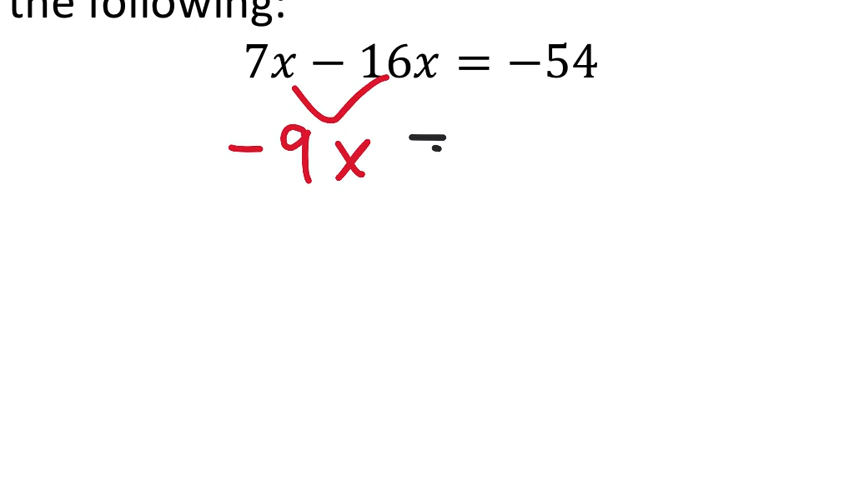 the following:
7x − 16x = −54
-9x =